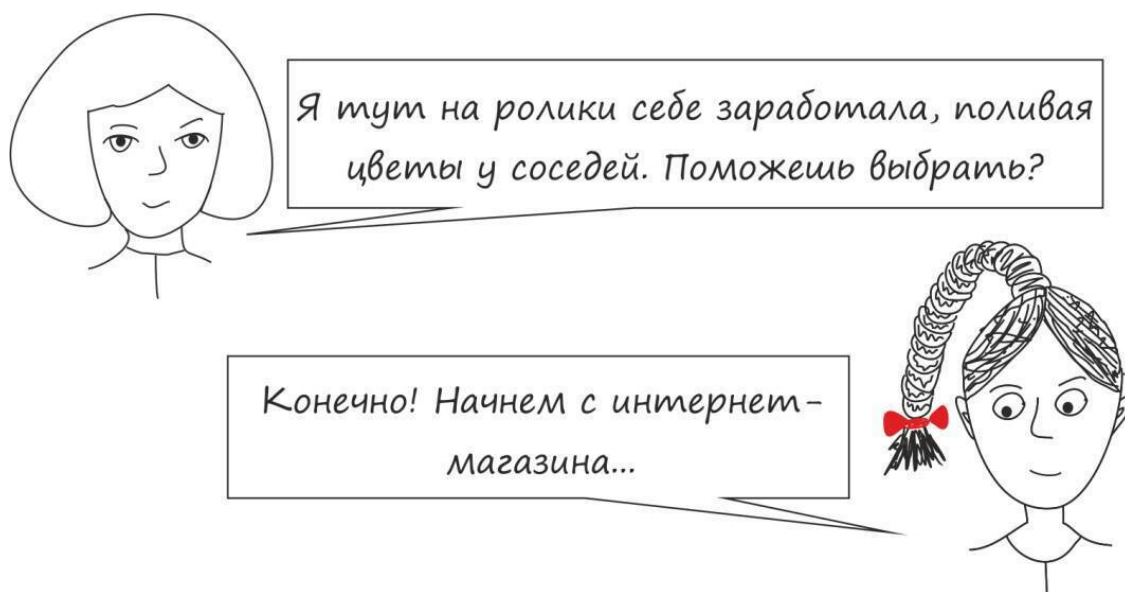 Я тут на ролики себе заработала, поливая
цветы у соседей. Поможешь выбрать?
Конечно! Начнем с интернет-
магазина...